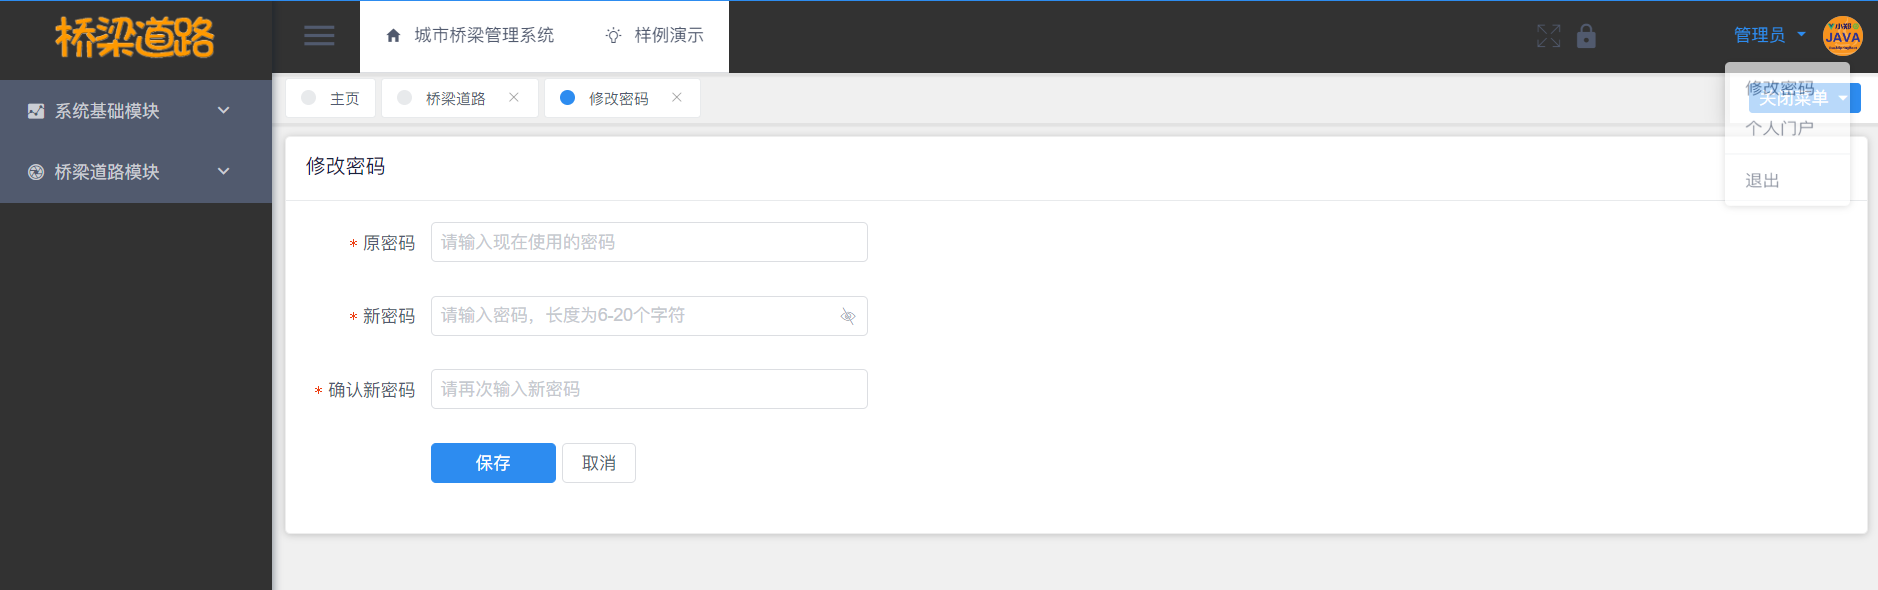 桥梁道路
城市桥梁管理系统
样例演示
管理员
小郑
JAVA
系统基础模块
桥梁道路模块
主页
桥梁道路
修改密码
修改密码
关闭菜单
个人门户
退出
修改密码
* 原密码
请输入现在使用的密码
* 新密码
请输入密码，长度为6-20个字符
* 确认新密码
请再次输入新密码
保存
取消